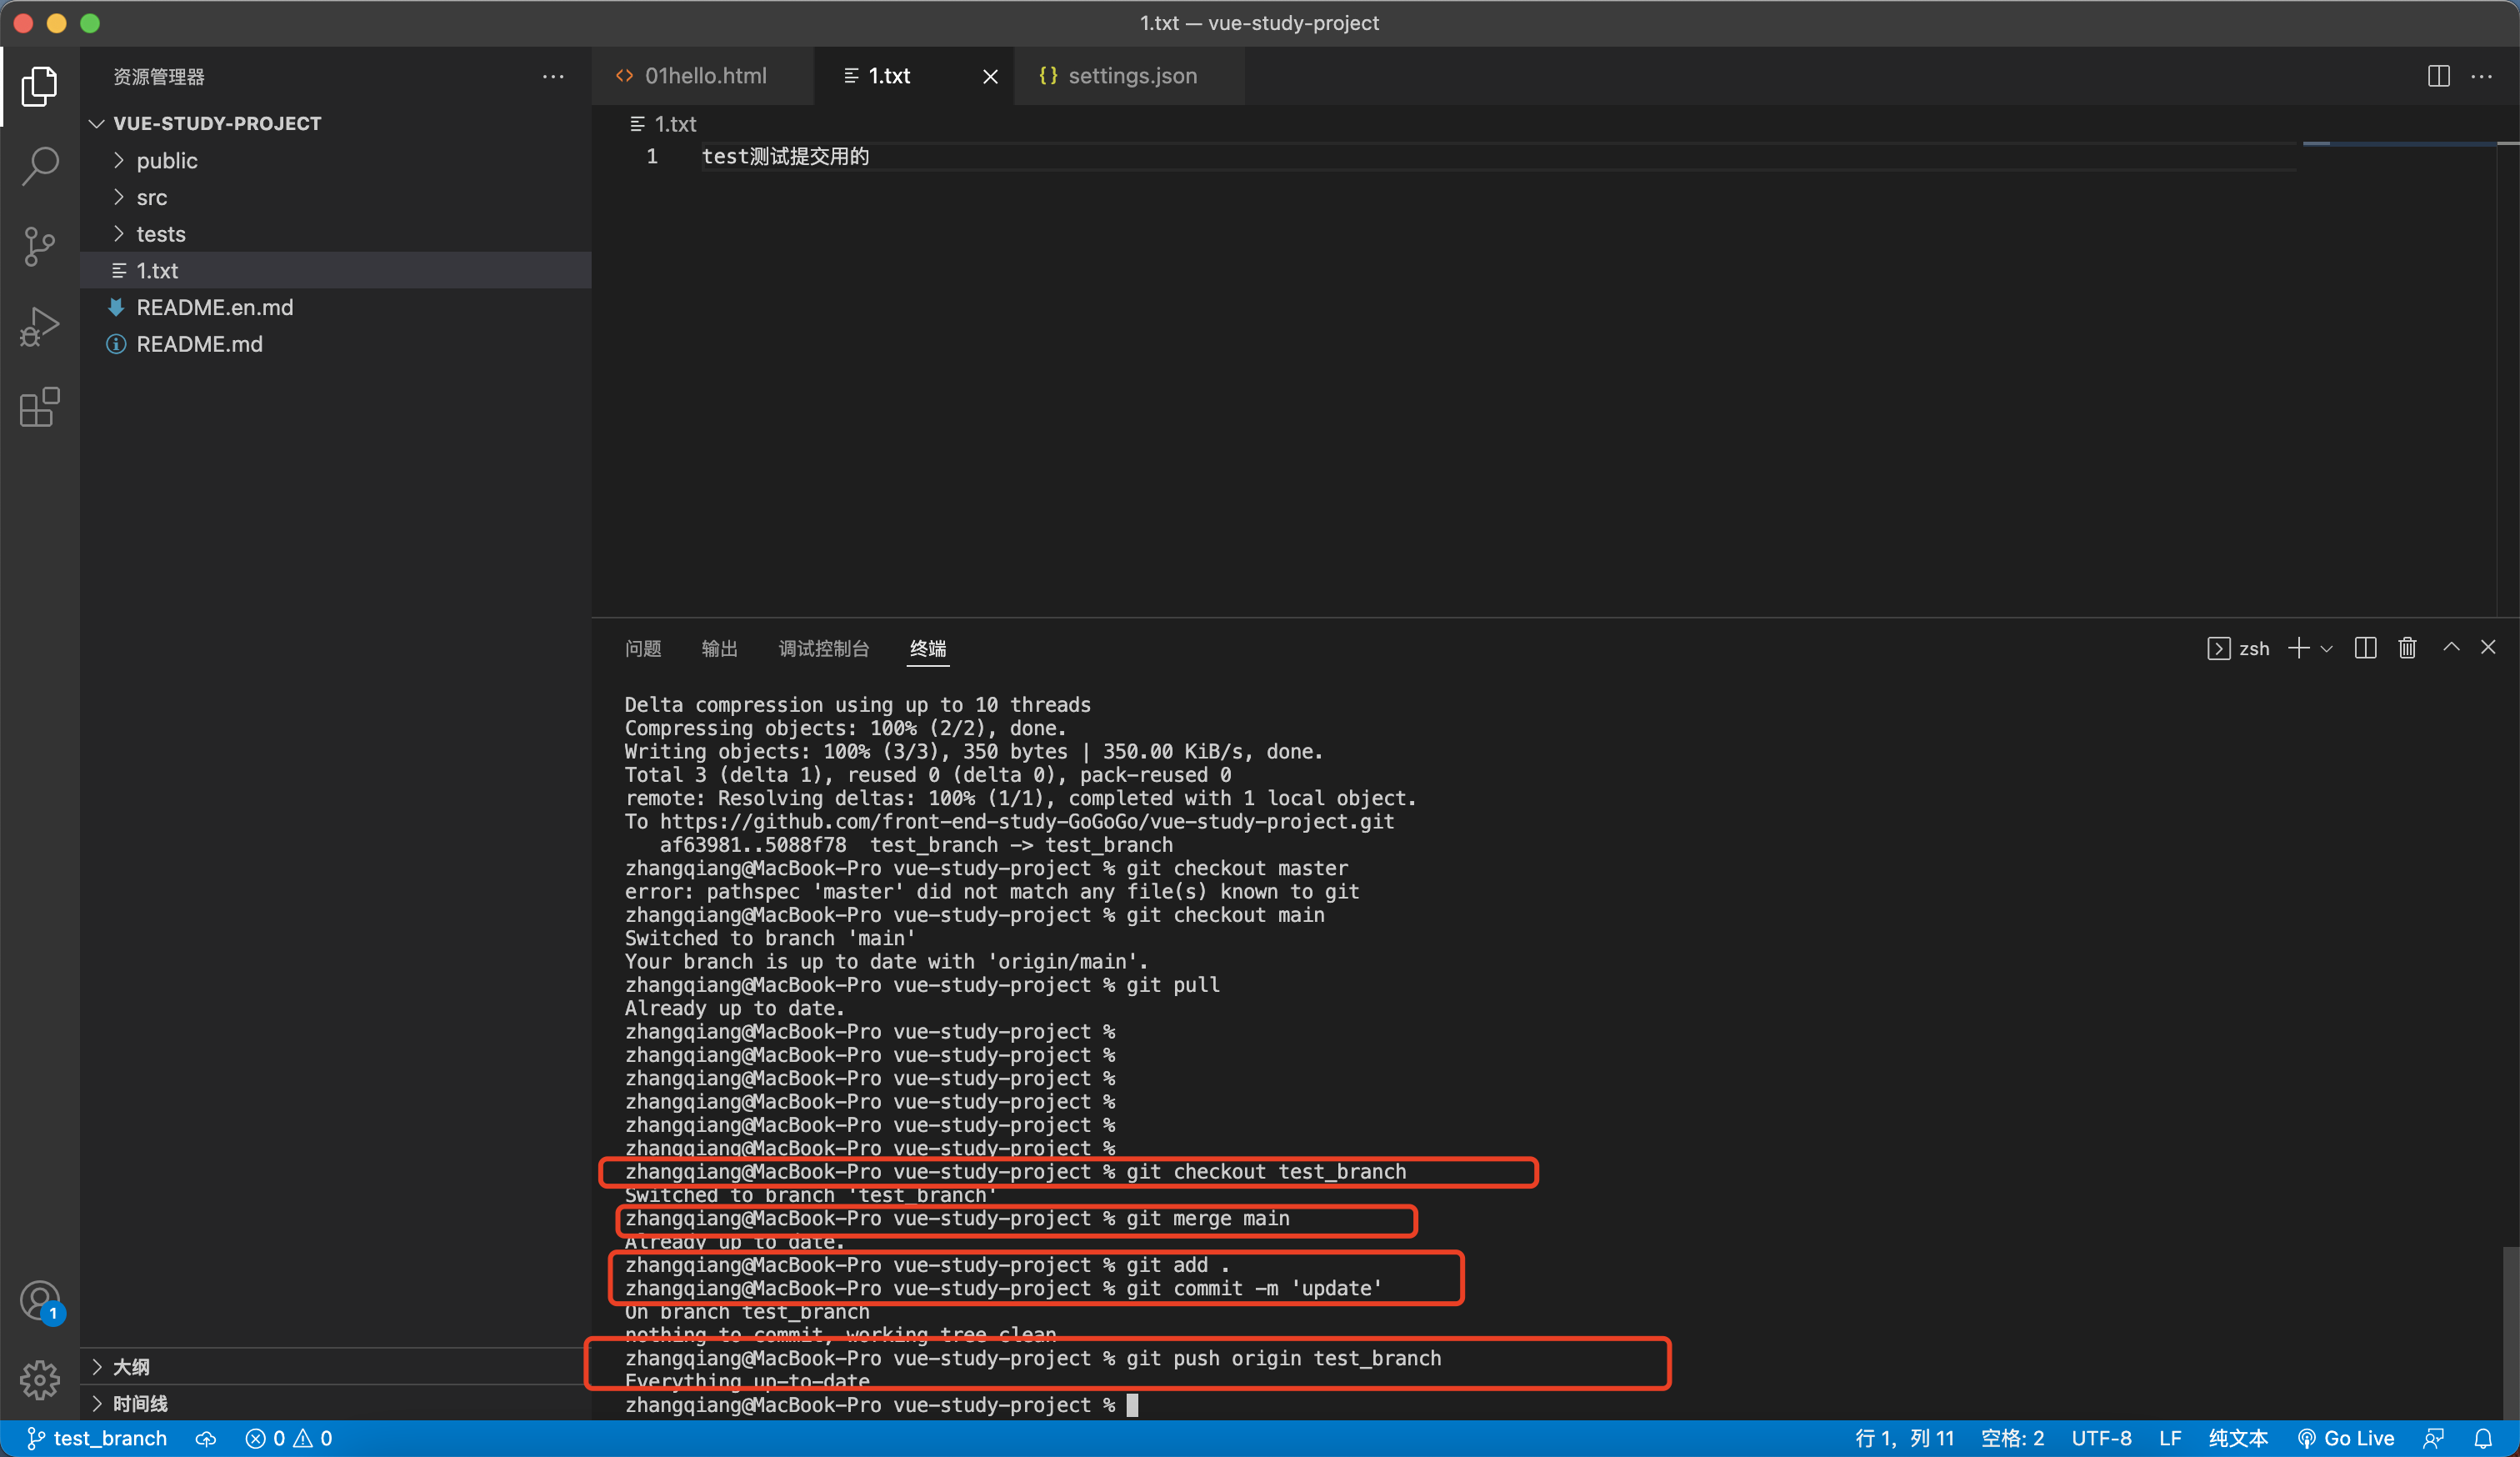 1.txt — vue-study-project
资源管理器
01hello.html
1.txt
settings.json
VUE-STUDY-PROJECT
public
src
tests
1.txt
README.en.md
README.md
1.txt
1 test测试提交用的
问题 输出 调试控制台 终端
zsh
Delta compression using up to 10 threads
Compressing objects: 100% (2/2), done.
Writing objects: 100% (3/3), 350 bytes | 350.00 KiB/s, done.
Total 3 (delta 1), reused 0 (delta 0), pack-reused 0
remote: Resolving deltas: 100% (1/1), completed with 1 local object.
To https://github.com/front-end-study-GoGoGo/vue-study-project.git
af63981..5088f78  test_branch -> test_branch
zhangqiang@MacBook-Pro vue-study-project % git checkout master
error: pathspec 'master' did not match any file(s) known to git
zhangqiang@MacBook-Pro vue-study-project % git checkout main
Switched to branch 'main'
Your branch is up to date with 'origin/main'.
zhangqiang@MacBook-Pro vue-study-project % git pull
Already up to date.
zhangqiang@MacBook-Pro vue-study-project %
zhangqiang@MacBook-Pro vue-study-project %
zhangqiang@MacBook-Pro vue-study-project %
zhangqiang@MacBook-Pro vue-study-project %
zhangqiang@MacBook-Pro vue-study-project %
zhangqiang@MacBook-Pro vue-study-project %
zhangqiang@MacBook-Pro vue-study-project % git checkout test_branch
Switched to branch 'test_branch'
zhangqiang@MacBook-Pro vue-study-project % git merge main
Already up to date.
zhangqiang@MacBook-Pro vue-study-project % git add .
zhangqiang@MacBook-Pro vue-study-project % git commit -m 'update'
On branch test_branch
nothing to commit, working tree clean
zhangqiang@MacBook-Pro vue-study-project % git push origin test_branch
Everything up-to-date
zhangqiang@MacBook-Pro vue-study-project %
1
大纲
时间线
test_branch 0 0 行 1，列 11 空格: 2 UTF-8 LF 纯文本 Go Live